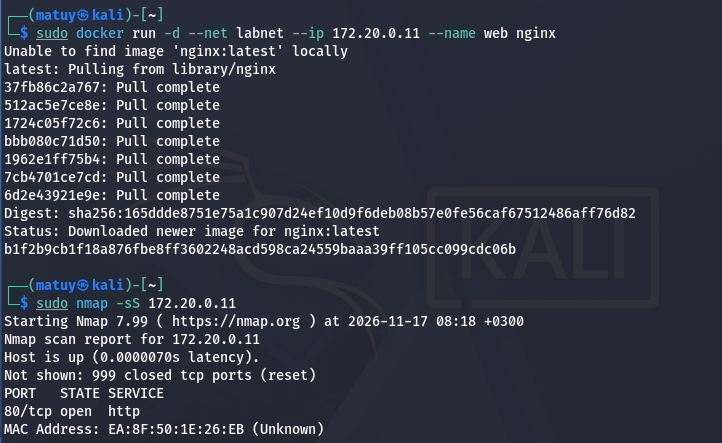 ┌──(matuy㉿kali)-[~]
└─$ sudo docker run -d --net labnet --ip 172.20.0.11 --name web nginx
Unable to find image 'nginx:latest' locally
latest: Pulling from library/nginx
37fb86c2a767: Pull complete
512ac5e7ce8e: Pull complete
1724c05f72c6: Pull complete
bbb080c71d50: Pull complete
1962e1ff75b4: Pull complete
7cb4701ce7cd: Pull complete
6d2e43921e9e: Pull complete
Digest: sha256:165ddde8751e75a1c907d24ef10d9f6deb08b57e0fe56caf67512486aff76d82
Status: Downloaded newer image for nginx:latest
b1f2b9cb1f18a876fbe8ff3602248acd598ca24559baaa39ff105cc099cdc06b
┌──(matuy㉿kali)-[~]
└─$ sudo nmap -sS 172.20.0.11
Starting Nmap 7.99 ( https://nmap.org ) at 2026-11-17 08:18 +0300
Nmap scan report for 172.20.0.11
Host is up (0.0000070s latency).
Not shown: 999 closed tcp ports (reset)
PORT   STATE SERVICE
80/tcp open  http
MAC Address: EA:8F:50:1E:26:EB (Unknown)
KALI